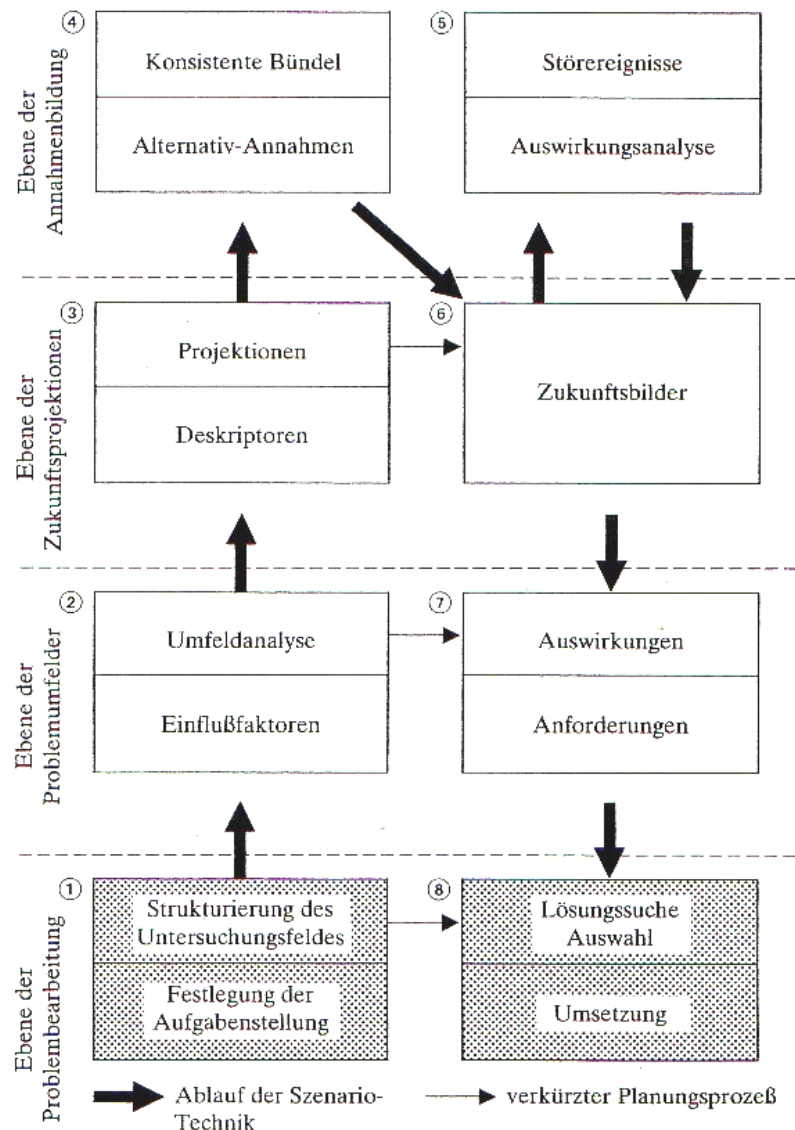 ④
⑤
Ebene der
Annahmenbildung
Konsistente Bündel
Alternativ-Annahmen
Störereignisse
Auswirkungsanalyse
Ebene der
Zukunftsprojektionen
③
⑥
Projektionen
Deskriptoren
Zukunftsbilder
Ebene der
Problemumfelder
②
⑦
Umfeldanalyse
Einflußfaktoren
Auswirkungen
Anforderungen
Ebene der
Problembearbeitung
①
⑧
Strukturierung des
Untersuchungsfeldes
Festlegung der
Aufgabenstellung
Lösungssuche
Auswahl
Umsetzung
Ablauf der Szenario-
Technik
verkürzter Planungsprozeß